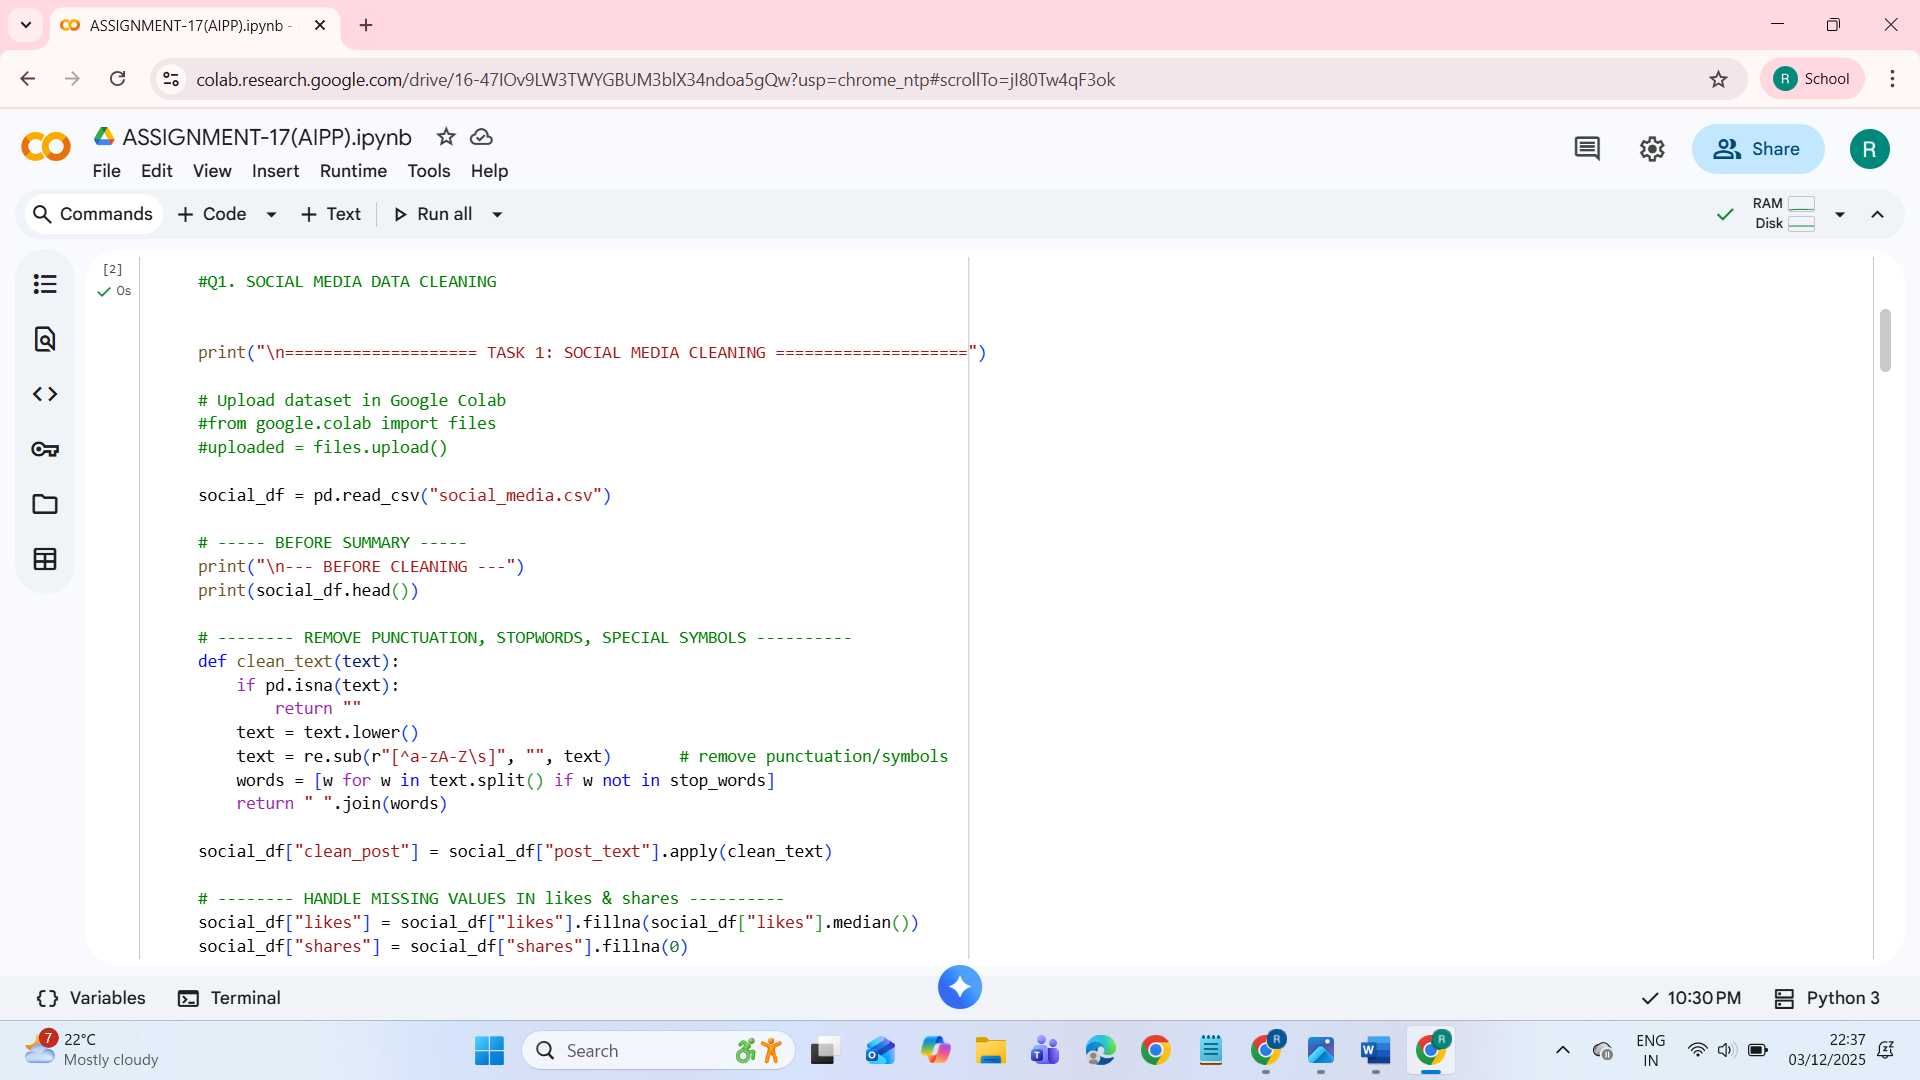 ASSIGNMENT-17(AIPP).ipynb -
colab.research.google.com/drive/16-47IOv9LW3TWYGBUM3blX34ndoa5gQw?usp=chrome_ntp#scrollTo=jI80Tw4qF3ok
R School
ASSIGNMENT-17(AIPP).ipynb
File Edit View Insert Runtime Tools Help
Share
R
Commands + Code + Text Run all
RAM
Disk
[2]
0s
#Q1. SOCIAL MEDIA DATA CLEANING
print("\n==================== TASK 1: SOCIAL MEDIA CLEANING ====================")
# Upload dataset in Google Colab
#from google.colab import files
#uploaded = files.upload()
social_df = pd.read_csv("social_media.csv")
# ----- BEFORE SUMMARY -----
print("\n--- BEFORE CLEANING ---")
print(social_df.head())
# -------- REMOVE PUNCTUATION, STOPWORDS, SPECIAL SYMBOLS ----------
def clean_text(text):
    if pd.isna(text):
        return ""
    text = text.lower()
    text = re.sub(r"[^a-zA-Z\s]", "", text)       # remove punctuation/symbols
    words = [w for w in text.split() if w not in stop_words]
    return " ".join(words)
social_df["clean_post"] = social_df["post_text"].apply(clean_text)
# -------- HANDLE MISSING VALUES IN likes & shares ----------
social_df["likes"] = social_df["likes"].fillna(social_df["likes"].median())
social_df["shares"] = social_df["shares"].fillna(0)
Variables Terminal
10:30 PM Python 3
7
22°C
Mostly cloudy
Search
ENG
IN
22:37
03/12/2025